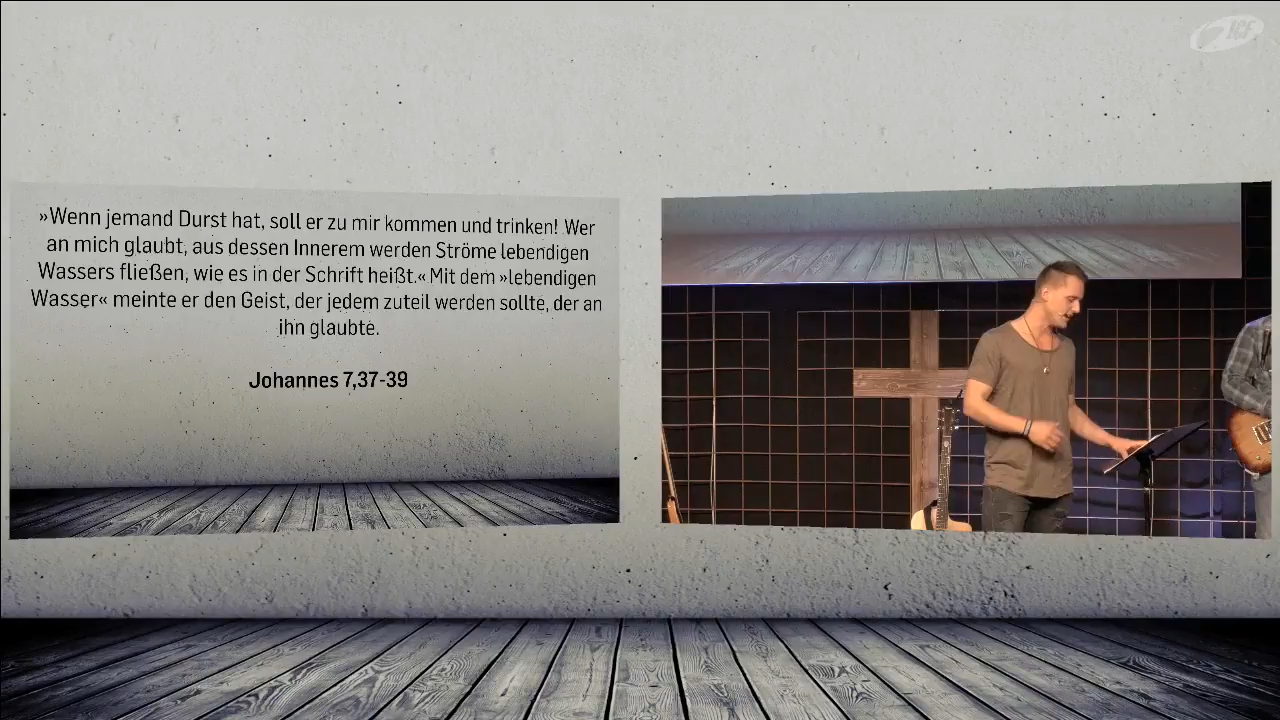 »Wenn jemand Durst hat, soll er zu mir kommen und trinken! Wer
an mich glaubt, aus dessen Innerem werden Ströme lebendigen
Wassers fließen, wie es in der Schrift heißt.« Mit dem »lebendigen
Wasser« meinte er den Geist, der jedem zuteil werden sollte, der an
ihn glaubte.
Johannes 7,37-39
ICF